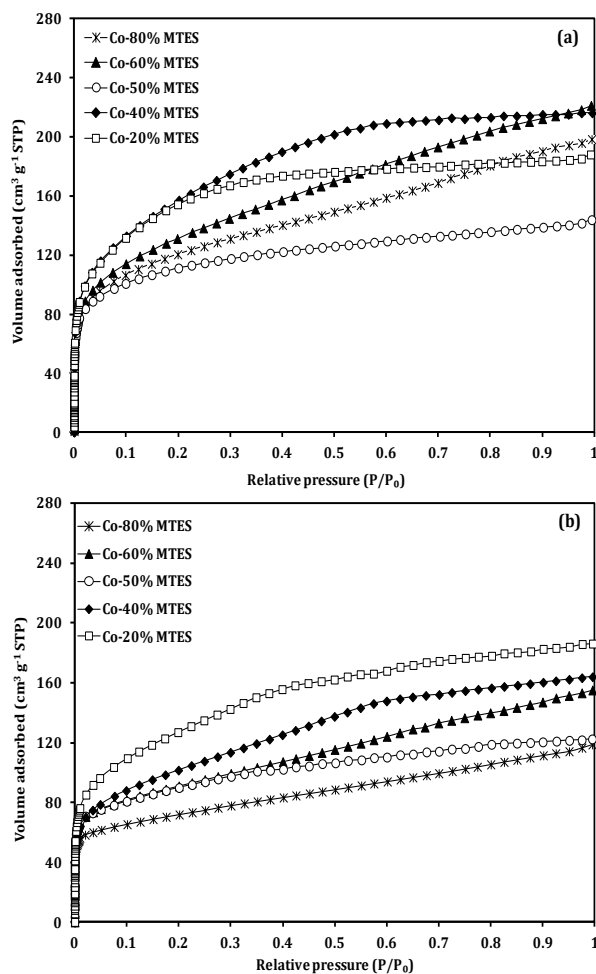 (a)
Co-80% MTES
Co-60% MTES
Co-50% MTES
Co-40% MTES
Co-20% MTES
280
240
200
160
120
80
40
0
Volume adsorbed (cm³ g⁻¹ STP)
0 0.1 0.2 0.3 0.4 0.5 0.6 0.7 0.8 0.9 1
Relative pressure (P/P₀)
(b)
Co-80% MTES
Co-60% MTES
Co-50% MTES
Co-40% MTES
Co-20% MTES
280
240
200
160
120
80
40
0
Volume adsorbed (cm³ g⁻¹ STP)
0 0.1 0.2 0.3 0.4 0.5 0.6 0.7 0.8 0.9 1
Relative pressure (P/P₀)